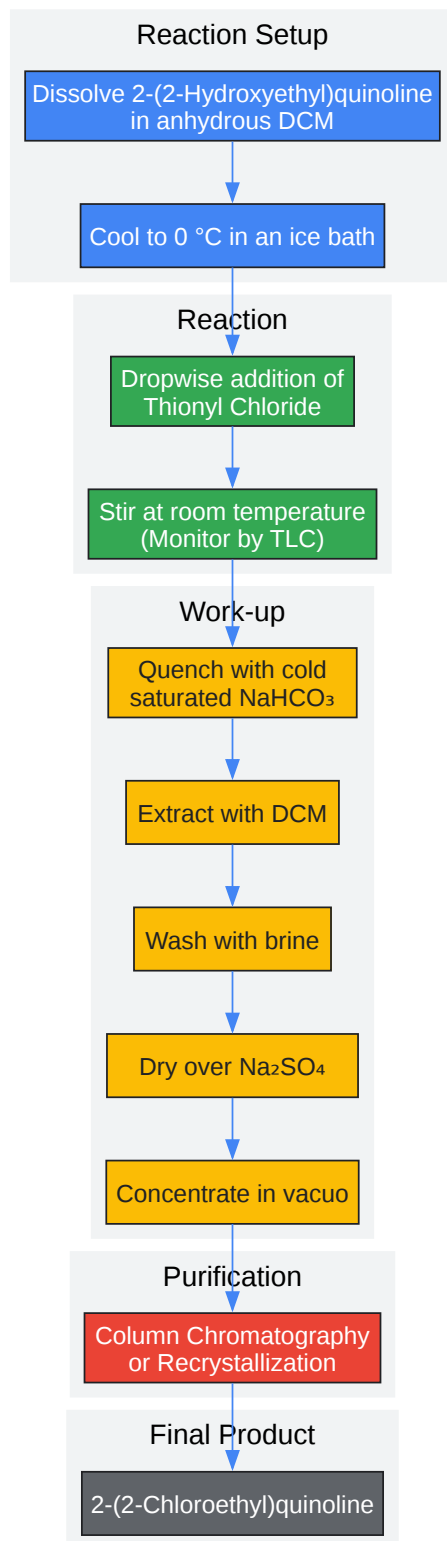 Reaction Setup
Dissolve 2-(2-Hydroxyethyl)quinoline
in anhydrous DCM
Cool to 0 °C in an ice bath
Reaction
Dropwise addition of
Thionyl Chloride
Stir at room temperature
(Monitor by TLC)
Work-up
Quench with cold
saturated NaHCO₃
Extract with DCM
Wash with brine
Dry over Na₂SO₄
Concentrate in vacuo
Purification
Column Chromatography
or Recrystallization
Final Product
2-(2-Chloroethyl)quinoline